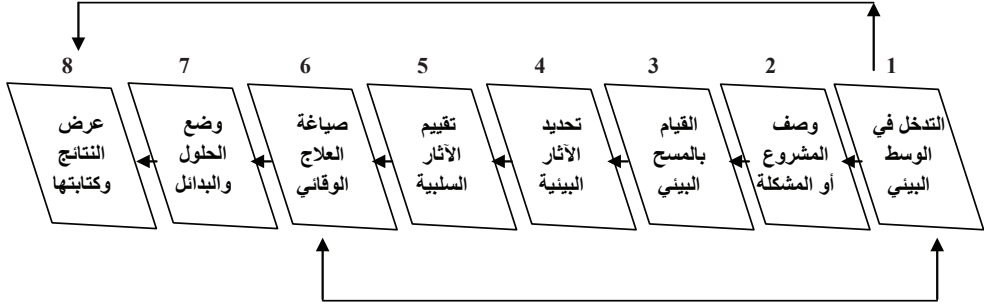 1
التدخل في
الوسط
البيئي
2
وصف
المشروع
أو المشكلة
3
القيام
بالمسح
البيئي
4
تحديد
الآثار
البيئية
5
تقييم
الآثار
السلبية
6
صياغة
العلاج
الوقائي
7
وضع
الحلول
والبدائل
8
عرض
النتائج
وكتابتها